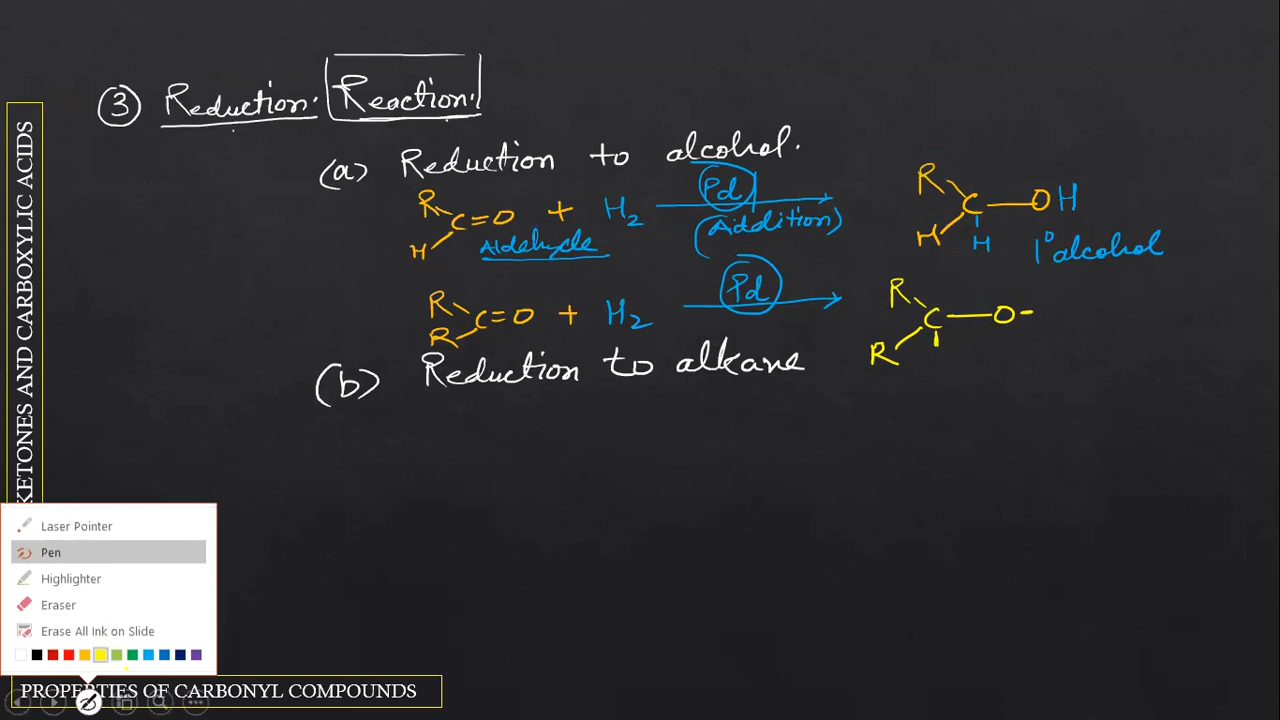 ③ Reduction. Reaction.
(a) Reduction to alcohol.
R
H C=O + H2 Pd (Addition) R H C—OH H
Aldehyde 1° alcohol
R
R C=O + H2 Pd R R C—O-
(b) Reduction to alkane
KETONES AND CARBOXYLIC ACIDS
Laser Pointer
Pen
Highlighter
Eraser
Erase All Ink on Slide
PROPERTIES OF CARBONYL COMPOUNDS